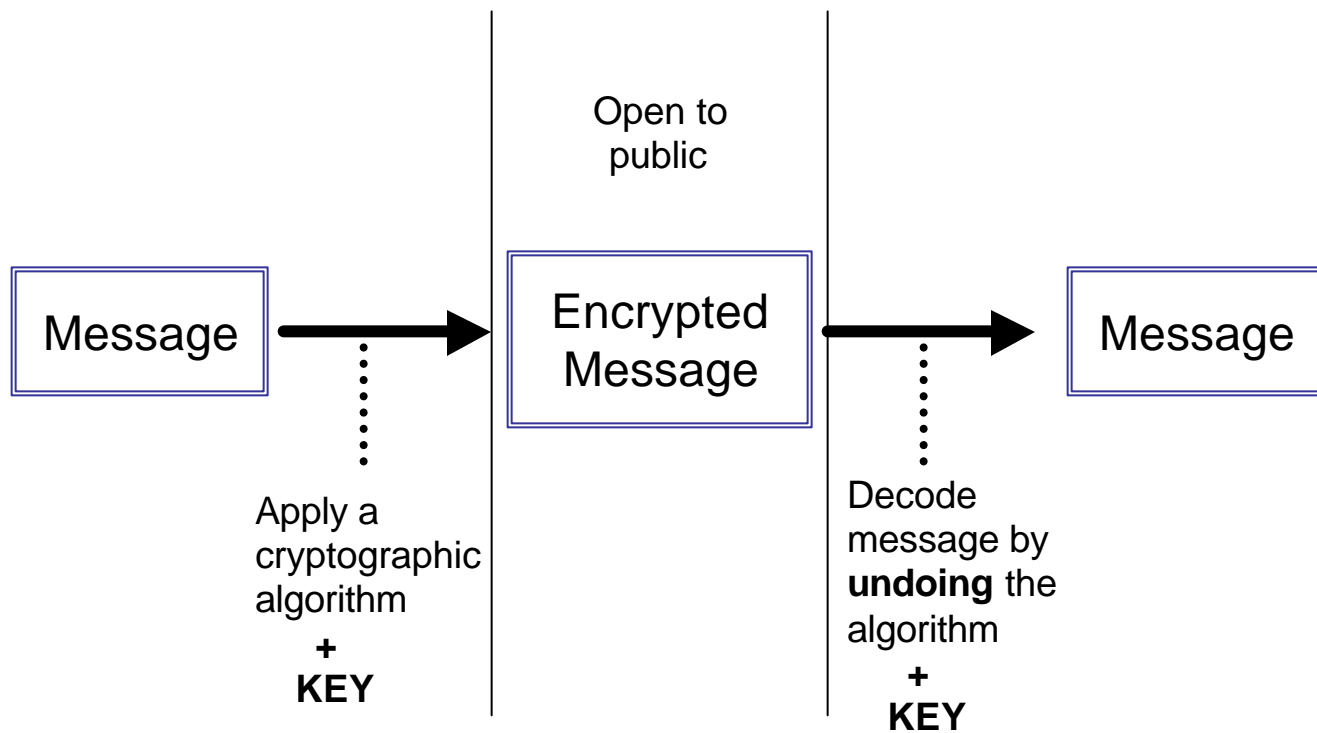 Open to
public
Message
Encrypted
Message
Message
Apply a
cryptographic
algorithm
+
KEY
Decode
message by
undoing the
algorithm
+
KEY